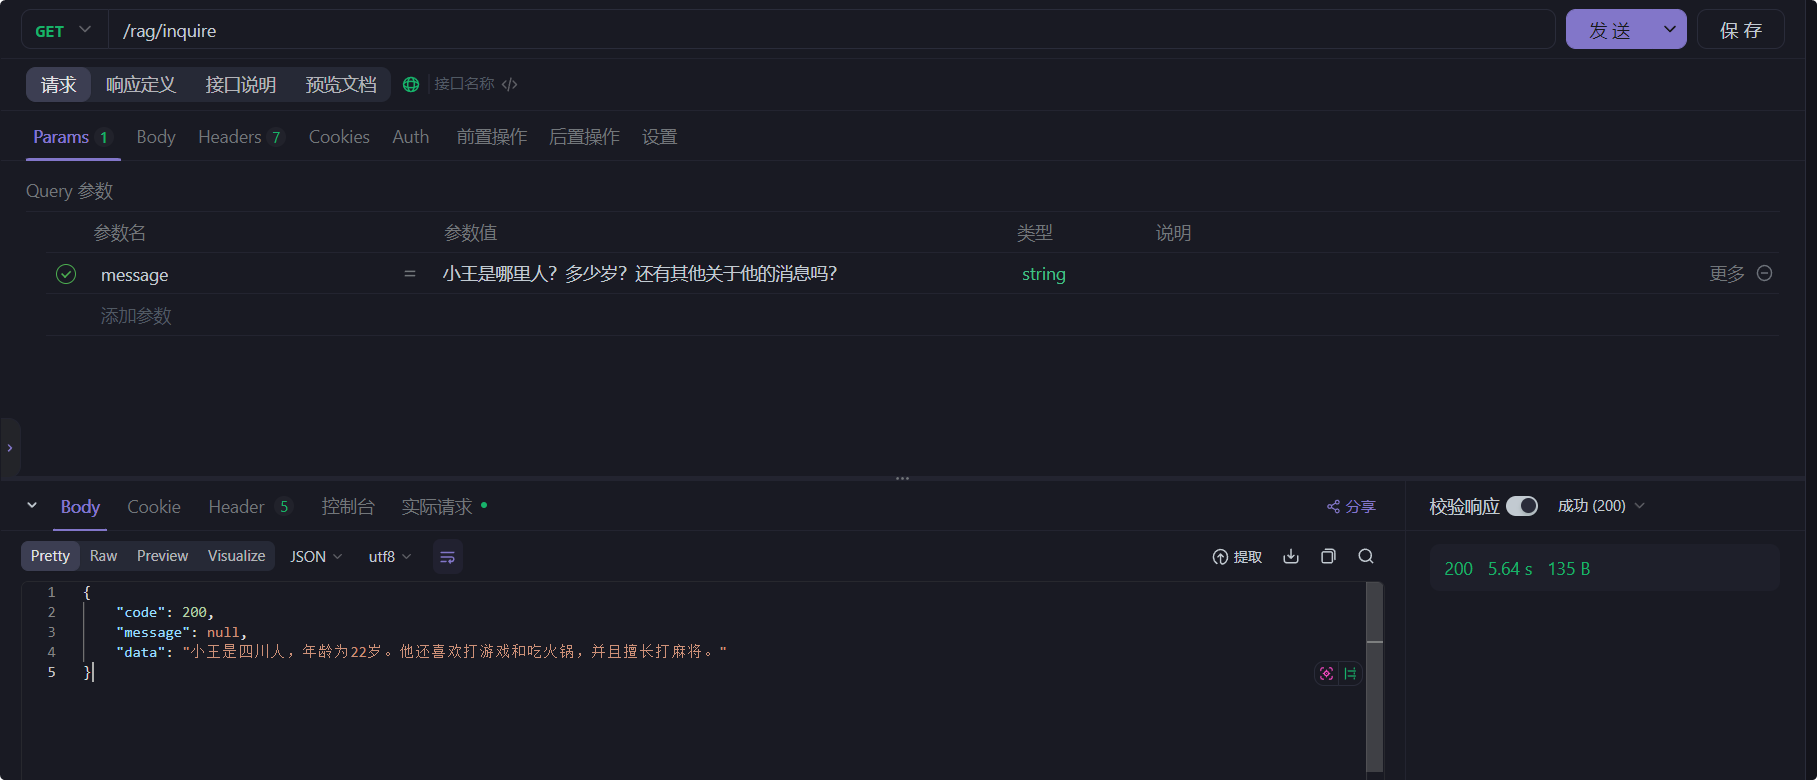 GET /rag/inquire 发 送 保 存
请求 响应定义 接口说明 预览文档 接口名称
Params 1 Body Headers 7 Cookies Auth 前置操作 后置操作 设置
Query 参数
参数名 参数值 类型 说明
message = 小王是哪里人？多少岁？还有其他关于他的消息吗？ string 更多
添加参数
Body Cookie Header 5 控制台 实际请求 分享 校验响应 成功 (200)
Pretty Raw Preview Visualize JSON utf8 提取
200 5.64 s 135 B
1 {
2 "code": 200,
3 "message": null,
4 "data": "小王是四川人，年龄为22岁。他还喜欢打游戏和吃火锅，并且擅长打麻将。"
5 }